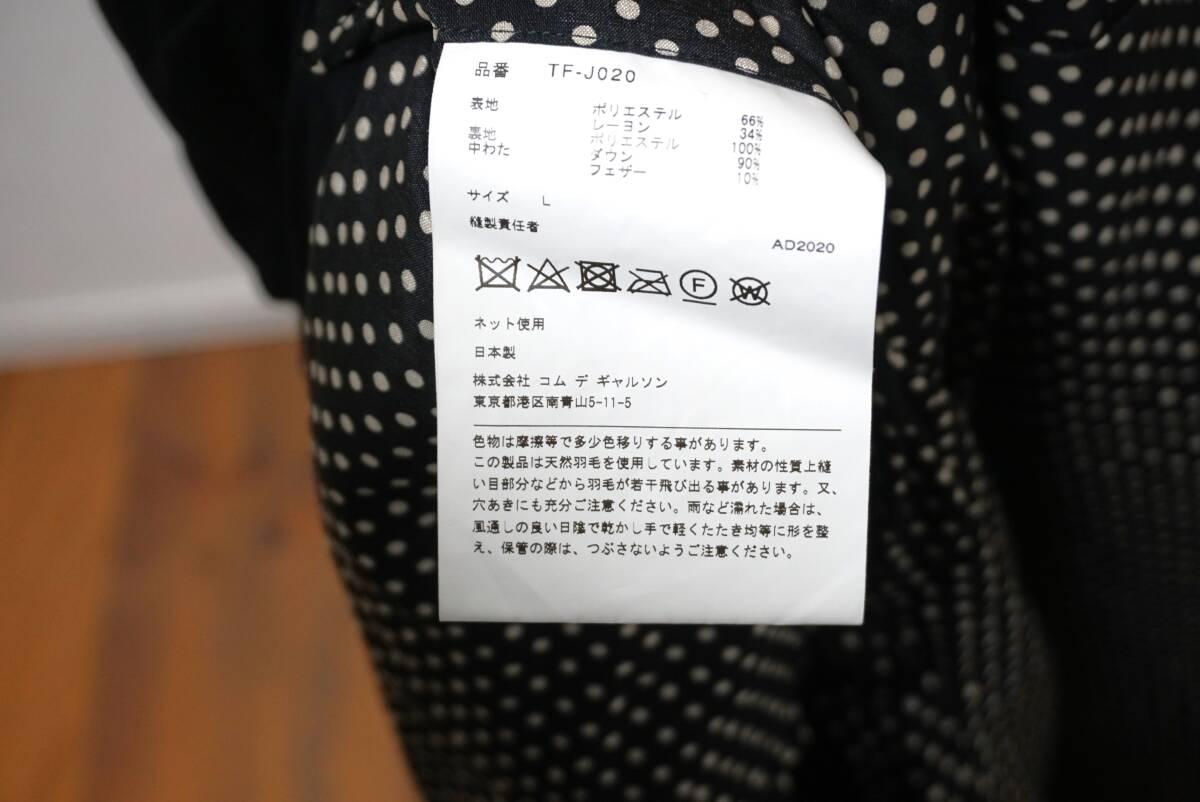 品番 TF-J020
表地 ポリエステル 66%
レーヨン 34%
裏地 ポリエステル 100%
中わた ダウン 90%
フェザー 10%
サイズ L
縫製責任者
AD2020
F W
ネット使用
日本製
株式会社 コム デ ギャルソン
東京都港区南青山5-11-5
色物は摩擦等で多少色移りする事があります。
この製品は天然羽毛を使用しています。素材の性質上縫
い目部分などから羽毛が若干飛び出る事があります。又、
穴あきにも充分ご注意ください。雨など濡れた場合は、
風通しの良い日陰で乾かし手で軽くたたき均等に形を整
え、保管の際は、つぶさないようご注意ください。